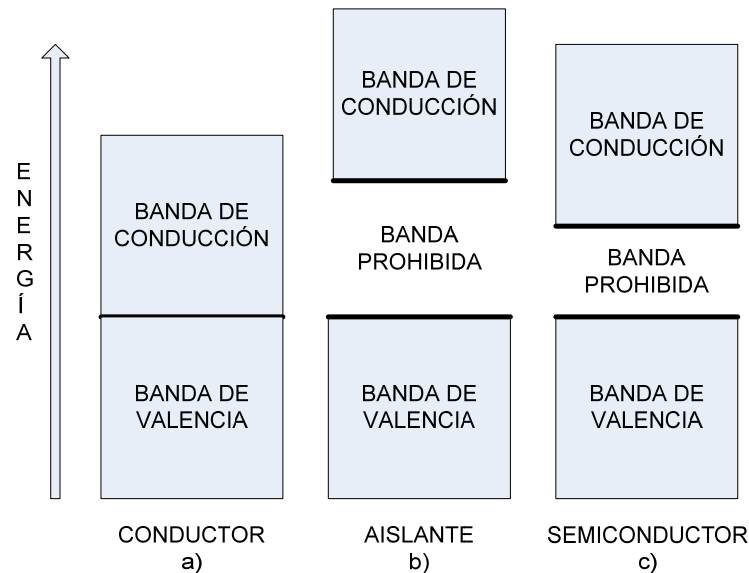 ENERGÍA
BANDA DE
CONDUCCIÓN
BANDA DE
VALENCIA
CONDUCTOR
a)
BANDA DE
CONDUCCIÓN
BANDA
PROHIBIDA
BANDA DE
VALENCIA
AISLANTE
b)
BANDA DE
CONDUCCIÓN
BANDA
PROHIBIDA
BANDA DE
VALENCIA
SEMICONDUCTOR
c)